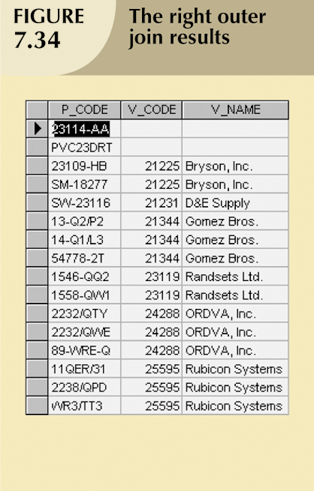 FIGURE 7.34
The right outer join results
P_CODE V_CODE V_NAME
23114-AA
PVC23DRT
23109-HB 21225 Bryson, Inc.
SM-18277 21225 Bryson, Inc.
SW-23116 21231 D&E Supply
13-Q2/P2 21344 Gomez Bros.
14-Q1/L3 21344 Gomez Bros.
54778-2T 21344 Gomez Bros.
1546-QQ2 23119 Randsets Ltd.
1558-QW1 23119 Randsets Ltd.
2232/QTY 24288 ORDVA, Inc.
2232/QWE 24288 ORDVA, Inc.
89-WRE-Q 24288 ORDVA, Inc.
11QER/31 25595 Rubicon Systems
2238/QPD 25595 Rubicon Systems
WR3/TT3 25595 Rubicon Systems